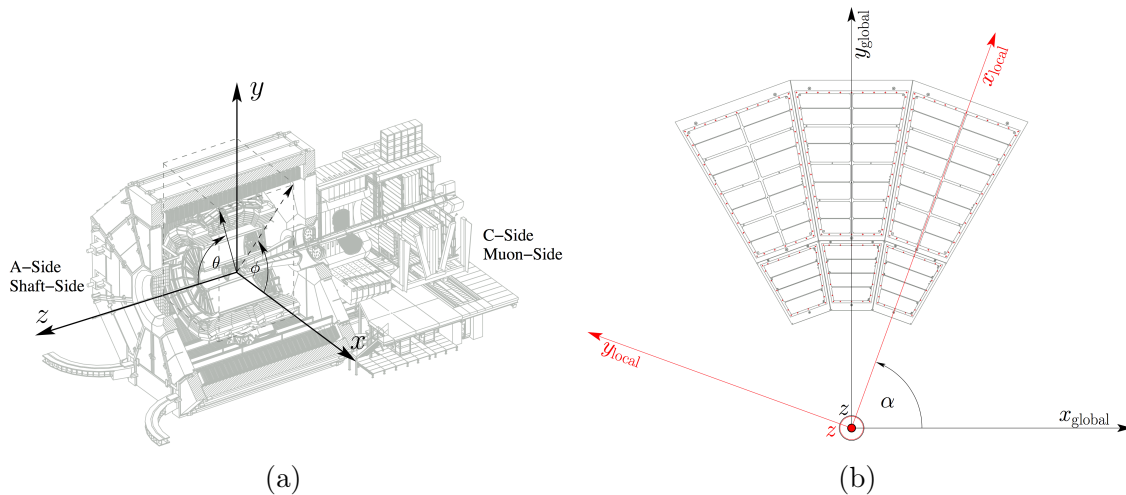 y
A−Side
Shaft−Side
z
θ
ϕ
C−Side
Muon−Side
x
(a)
y_global
x_local
y_local
z
z
α
x_global
(b)